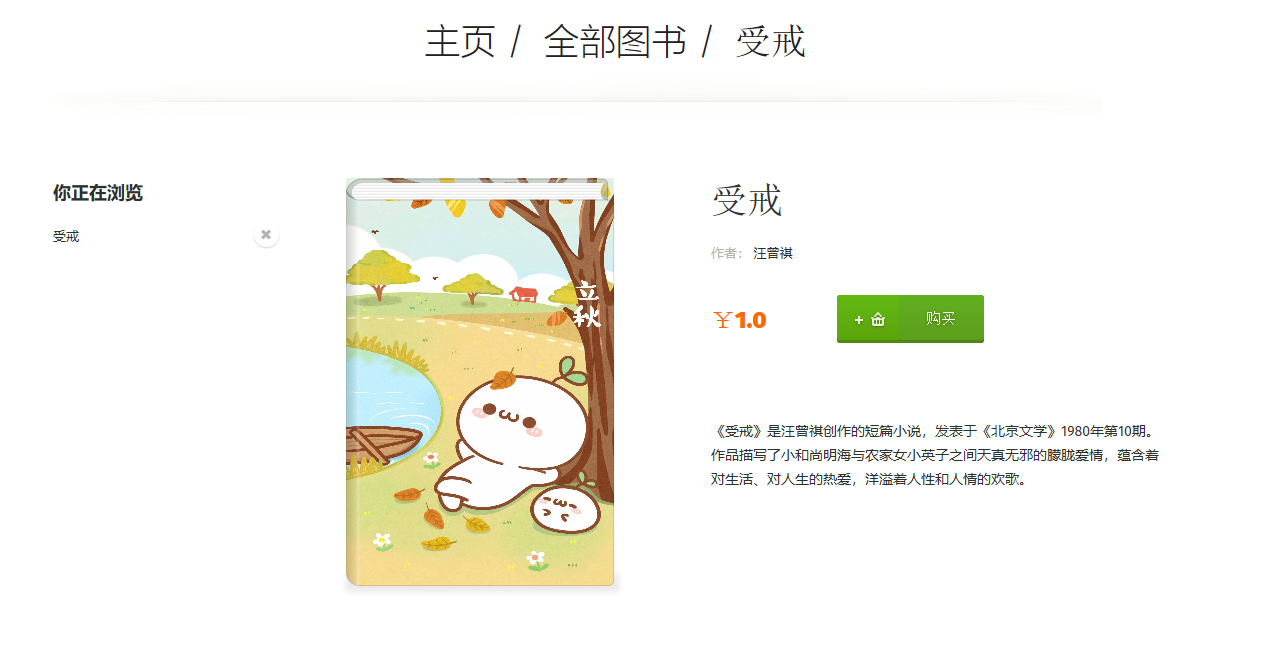 主页 / 全部图书 / 受戒
你正在浏览
受戒
立秋
受戒
作者： 汪曾祺
￥1.0
+ 购买
《受戒》是汪曾祺创作的短篇小说，发表于《北京文学》1980年第10期。
作品描写了小和尚明海与农家女小英子之间天真无邪的朦胧爱情，蕴含着
对生活、对人生的热爱，洋溢着人性和人情的欢歌。